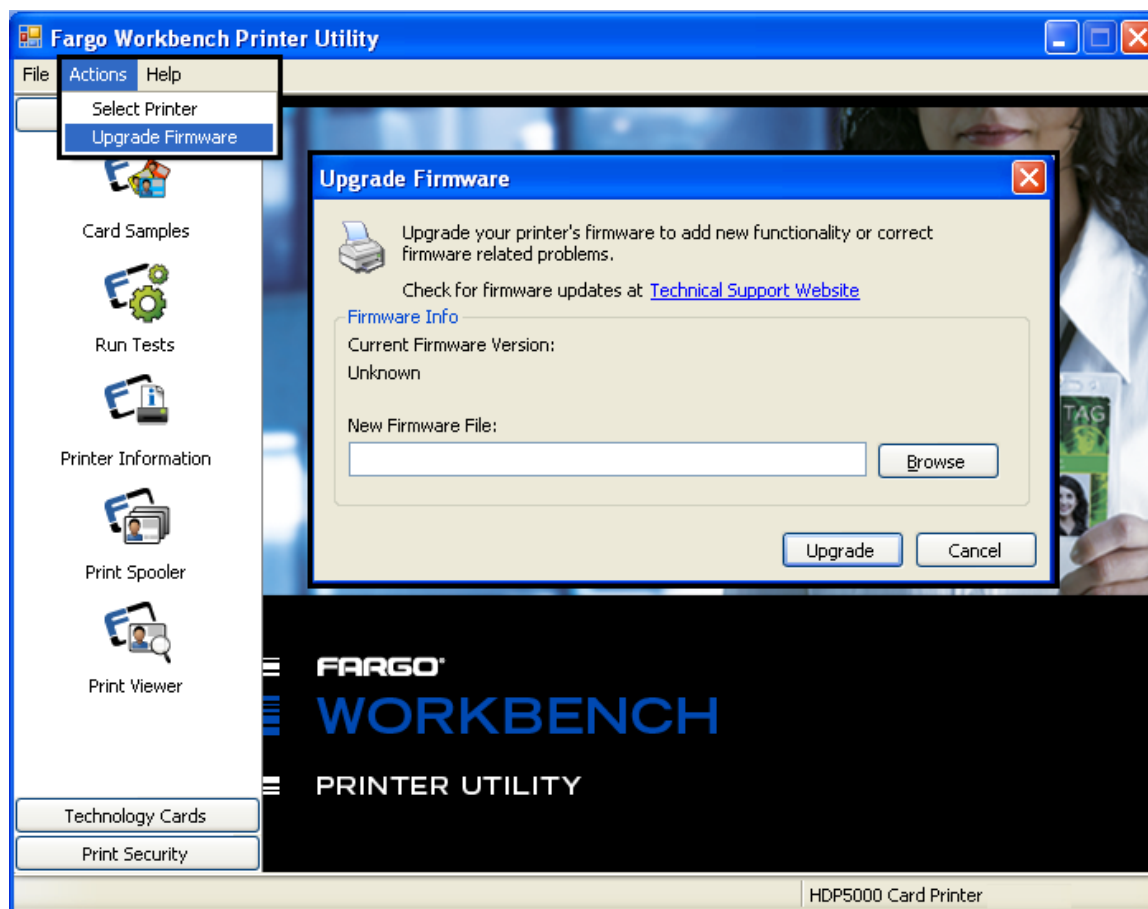 Fargo Workbench Printer Utility
File Actions Help
Select Printer
Upgrade Firmware
Card Samples
Run Tests
Printer Information
Print Spooler
Print Viewer
Technology Cards
Print Security
Upgrade Firmware
Upgrade your printer's firmware to add new functionality or correct
firmware related problems.
Check for firmware updates at Technical Support Website
Firmware Info
Current Firmware Version:
Unknown
New Firmware File:
Browse
Upgrade Cancel
TAG
FARGO®
WORKBENCH
PRINTER UTILITY
HDP5000 Card Printer